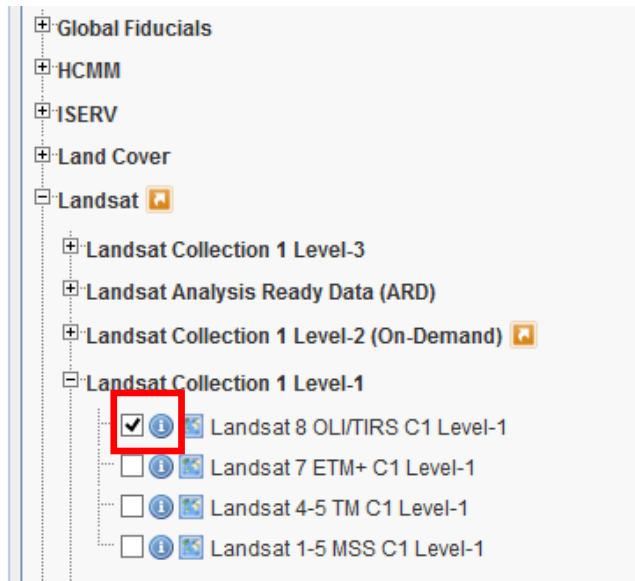 Global Fiducials
HCMM
ISERV
Land Cover
Landsat
Landsat Collection 1 Level-3
Landsat Analysis Ready Data (ARD)
Landsat Collection 1 Level-2 (On-Demand)
Landsat Collection 1 Level-1
Landsat 8 OLI/TIRS C1 Level-1
Landsat 7 ETM+ C1 Level-1
Landsat 4-5 TM C1 Level-1
Landsat 1-5 MSS C1 Level-1